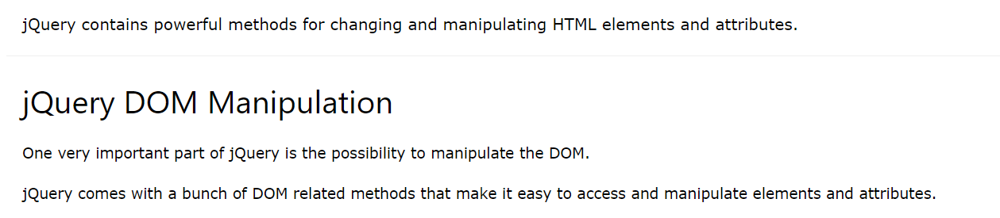 jQuery contains powerful methods for changing and manipulating HTML elements and attributes.
jQuery DOM Manipulation
One very important part of jQuery is the possibility to manipulate the DOM.
jQuery comes with a bunch of DOM related methods that make it easy to access and manipulate elements and attributes.